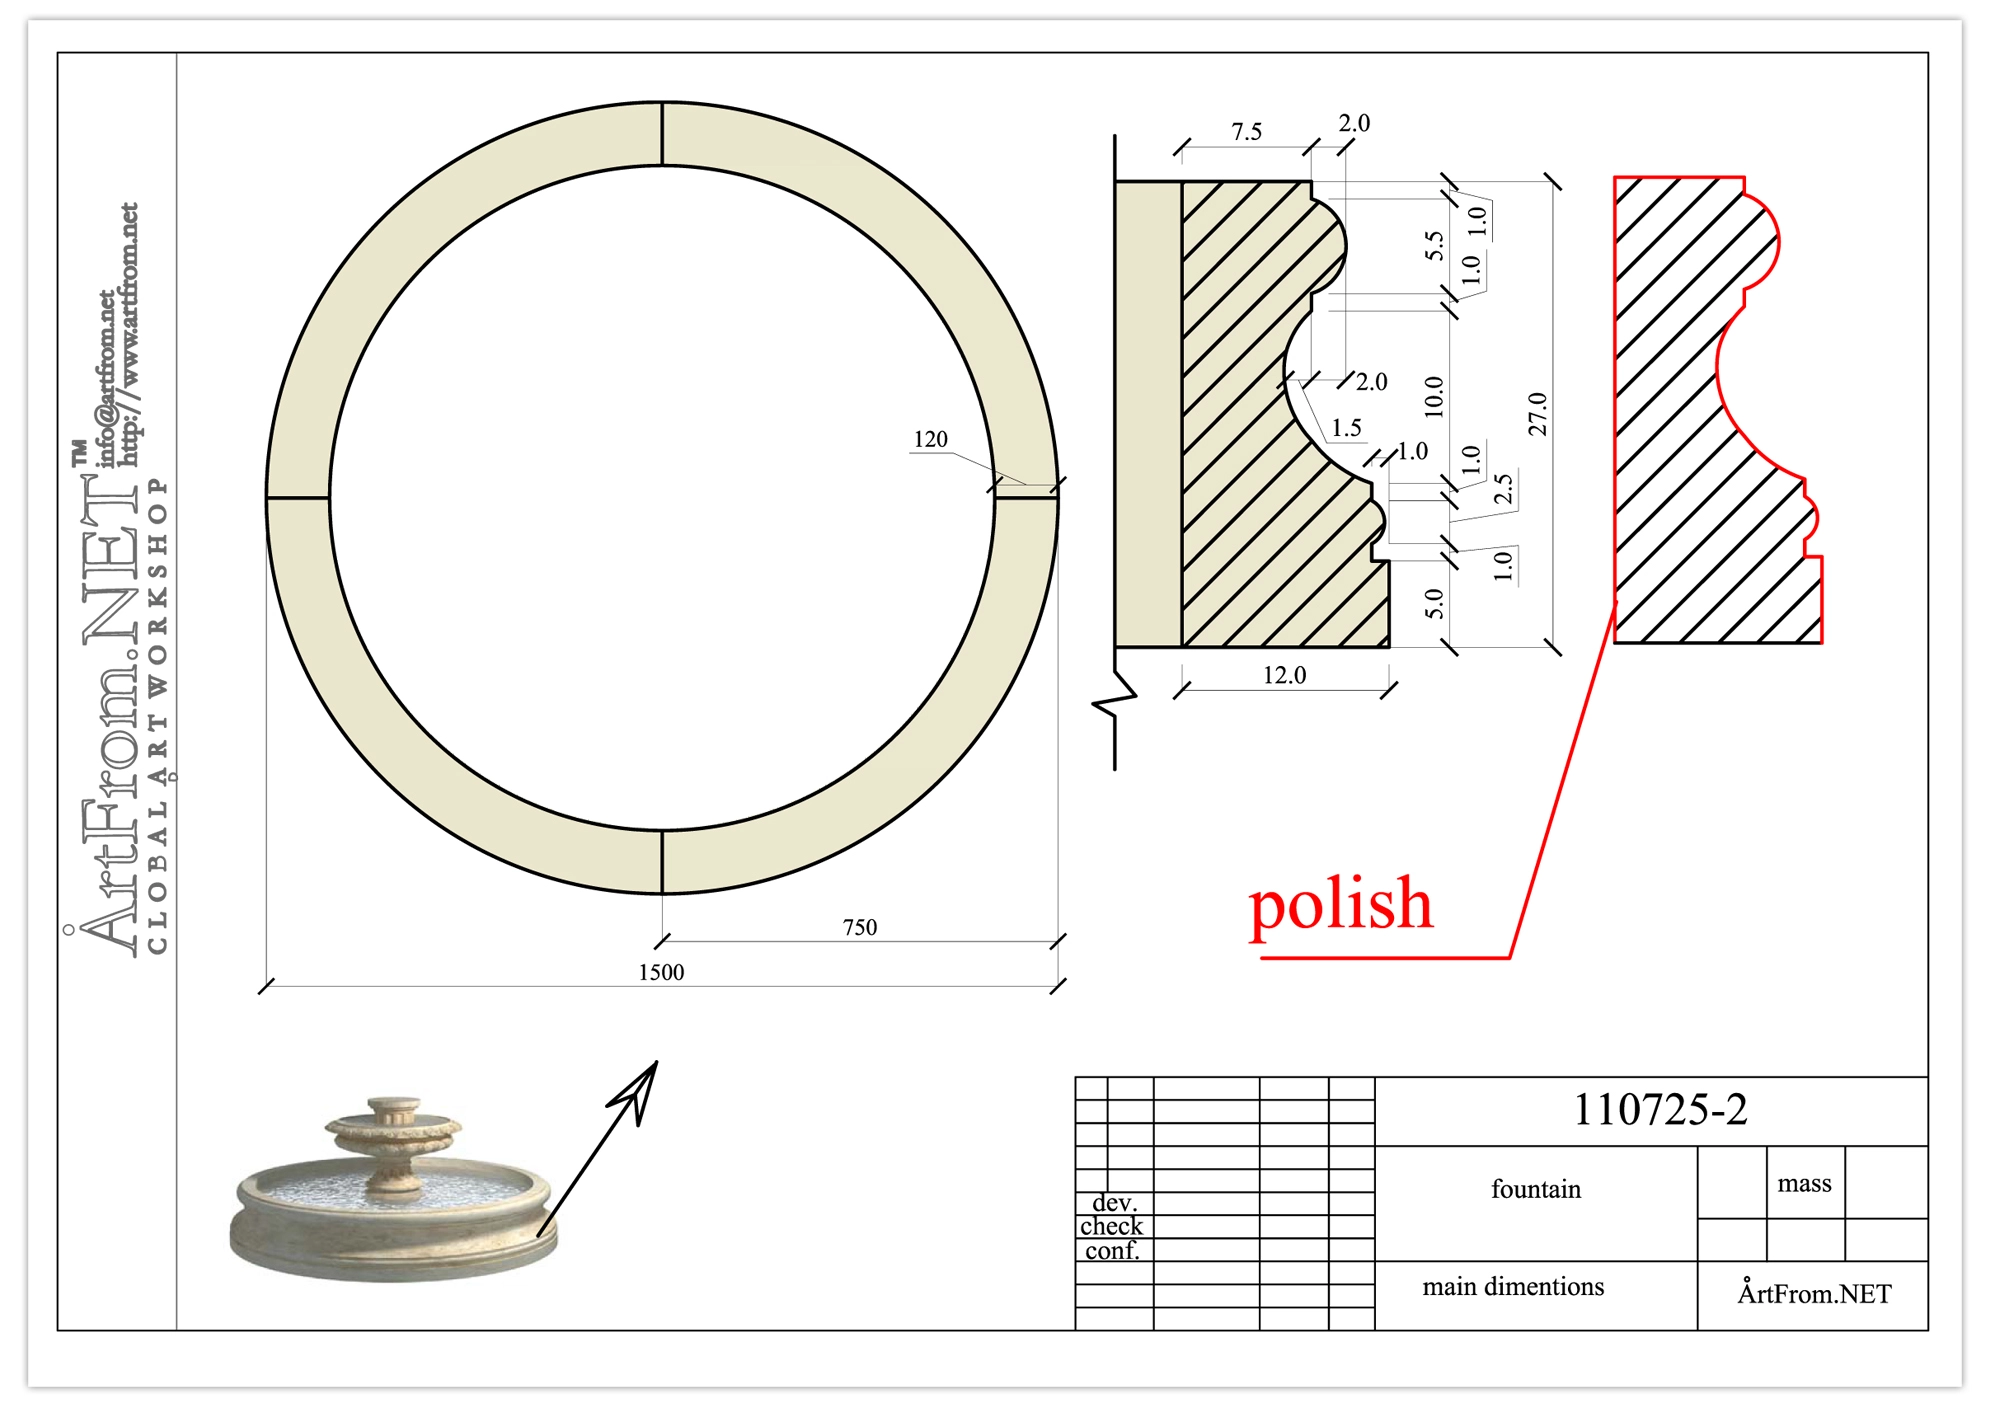 ÅrtFrom.NET™
info@artfrom.net
http://www.artfrom.net
CLOBAL ART WORKSHOP
120
750
1500
7.5
2.0
1.0
5.5
1.0
2.0
10.0
27.0
1.5
1.0
1.0
2.5
1.0
5.0
12.0
polish
110725-2
fountain
mass
dev.
check
conf.
main dimentions
ÅrtFrom.NET